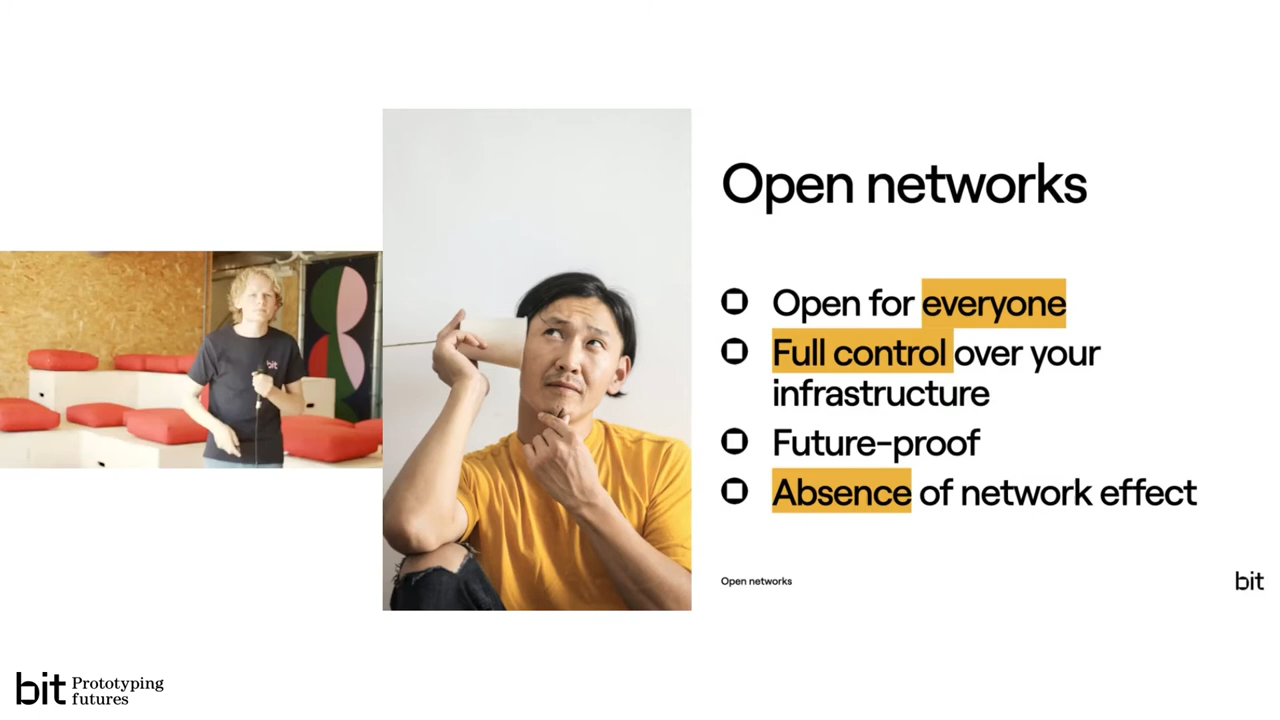 Open networks
Open for everyone
Full control over your
infrastructure
Future-proof
Absence of network effect
Open networks
bit
bit
bit Prototyping
futures